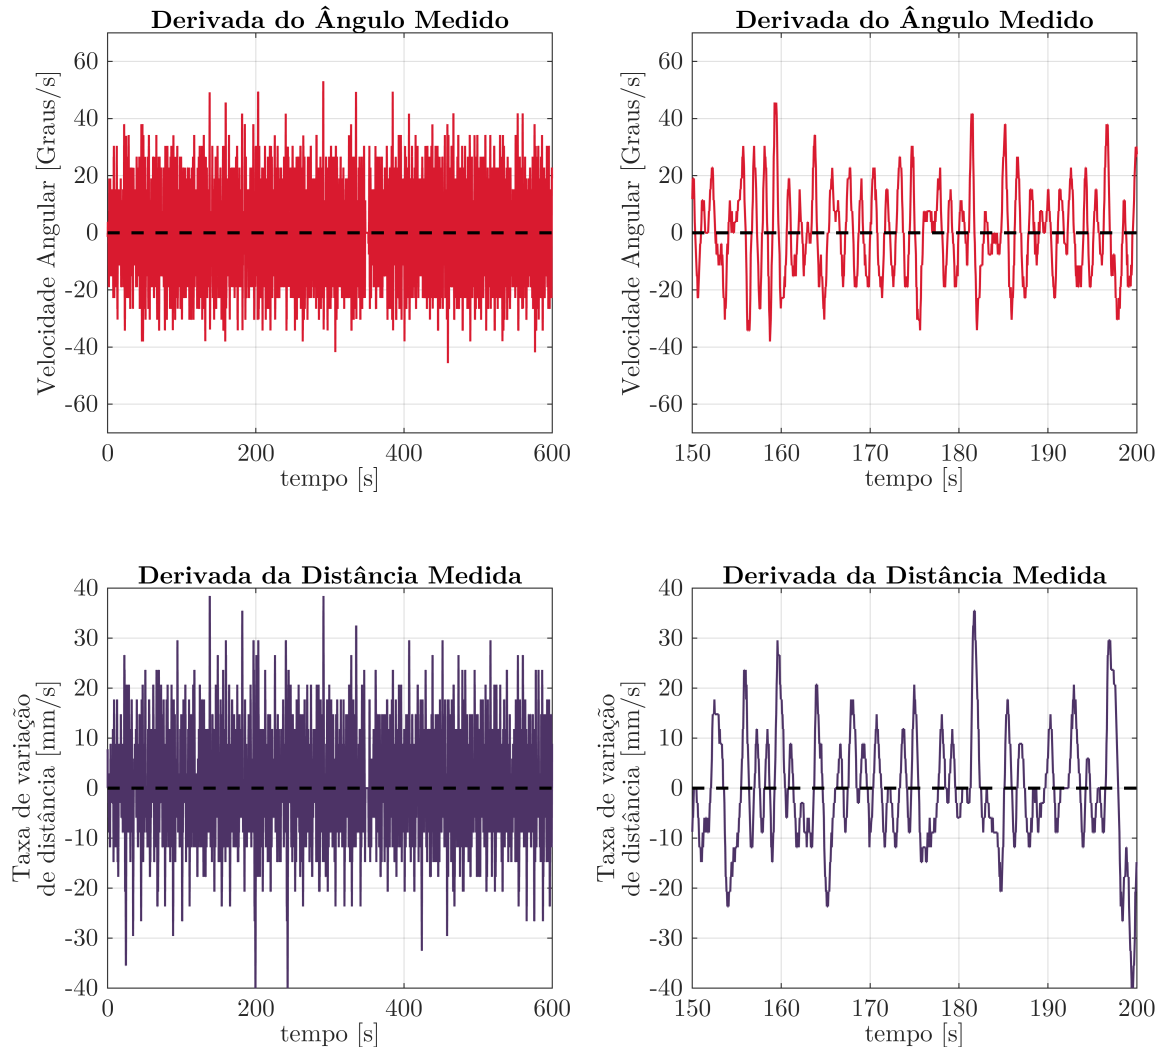 Derivada do Ângulo Medido
Velocidade Angular [Graus/s]
60
40
20
0
-20
-40
-60
0 200 400 600
tempo [s]
Derivada do Ângulo Medido
Velocidade Angular [Graus/s]
60
40
20
0
-20
-40
-60
150 160 170 180 190 200
tempo [s]
Derivada da Distância Medida
Taxa de variação
de distância [mm/s]
40
30
20
10
0
-10
-20
-30
-40
0 200 400 600
tempo [s]
Derivada da Distância Medida
Taxa de variação
de distância [mm/s]
40
30
20
10
0
-10
-20
-30
-40
150 160 170 180 190 200
tempo [s]